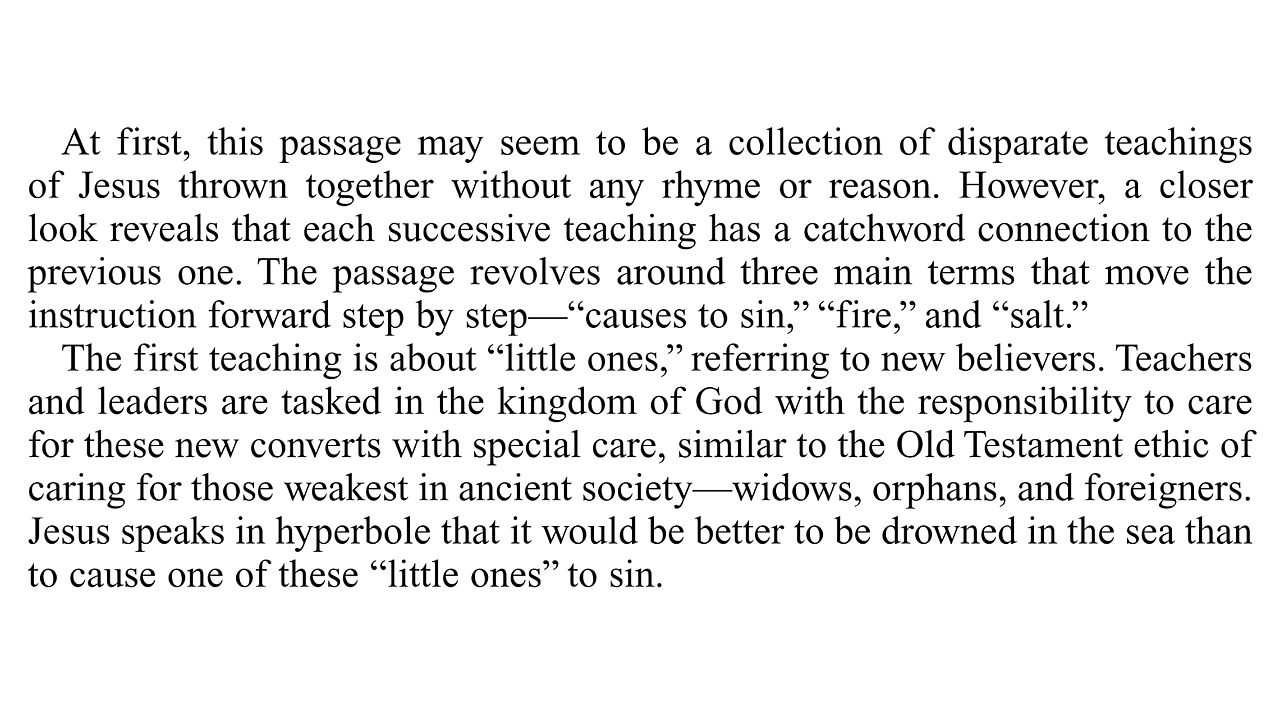 At first, this passage may seem to be a collection of disparate teachings
of Jesus thrown together without any rhyme or reason. However, a closer
look reveals that each successive teaching has a catchword connection to the
previous one. The passage revolves around three main terms that move the
instruction forward step by step—“causes to sin,” “fire,” and “salt.”
The first teaching is about “little ones,” referring to new believers. Teachers
and leaders are tasked in the kingdom of God with the responsibility to care
for these new converts with special care, similar to the Old Testament ethic of
caring for those weakest in ancient society—widows, orphans, and foreigners.
Jesus speaks in hyperbole that it would be better to be drowned in the sea than
to cause one of these “little ones” to sin.